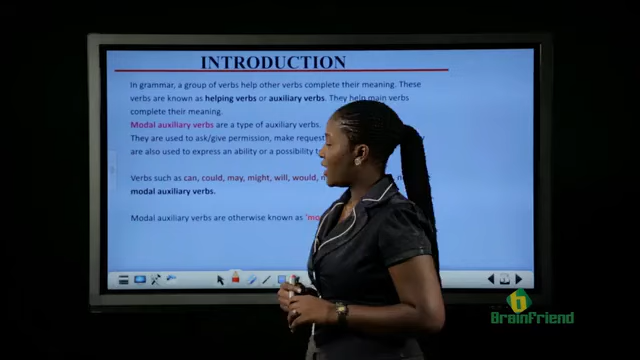 INTRODUCTION
In grammar, a group of verbs help other verbs complete their meaning. These
verbs are known as helping verbs or auxiliary verbs. They help main verbs
complete their meaning.
Modal auxiliary verbs are a type of auxiliary verbs.
They are used to ask/give permission, make
are also used to express an ability or a possibility
Verbs such as can, could, may, might, will, would,
modal auxiliary verbs.
Modal auxiliary verbs are otherwise known as
BrainFriend